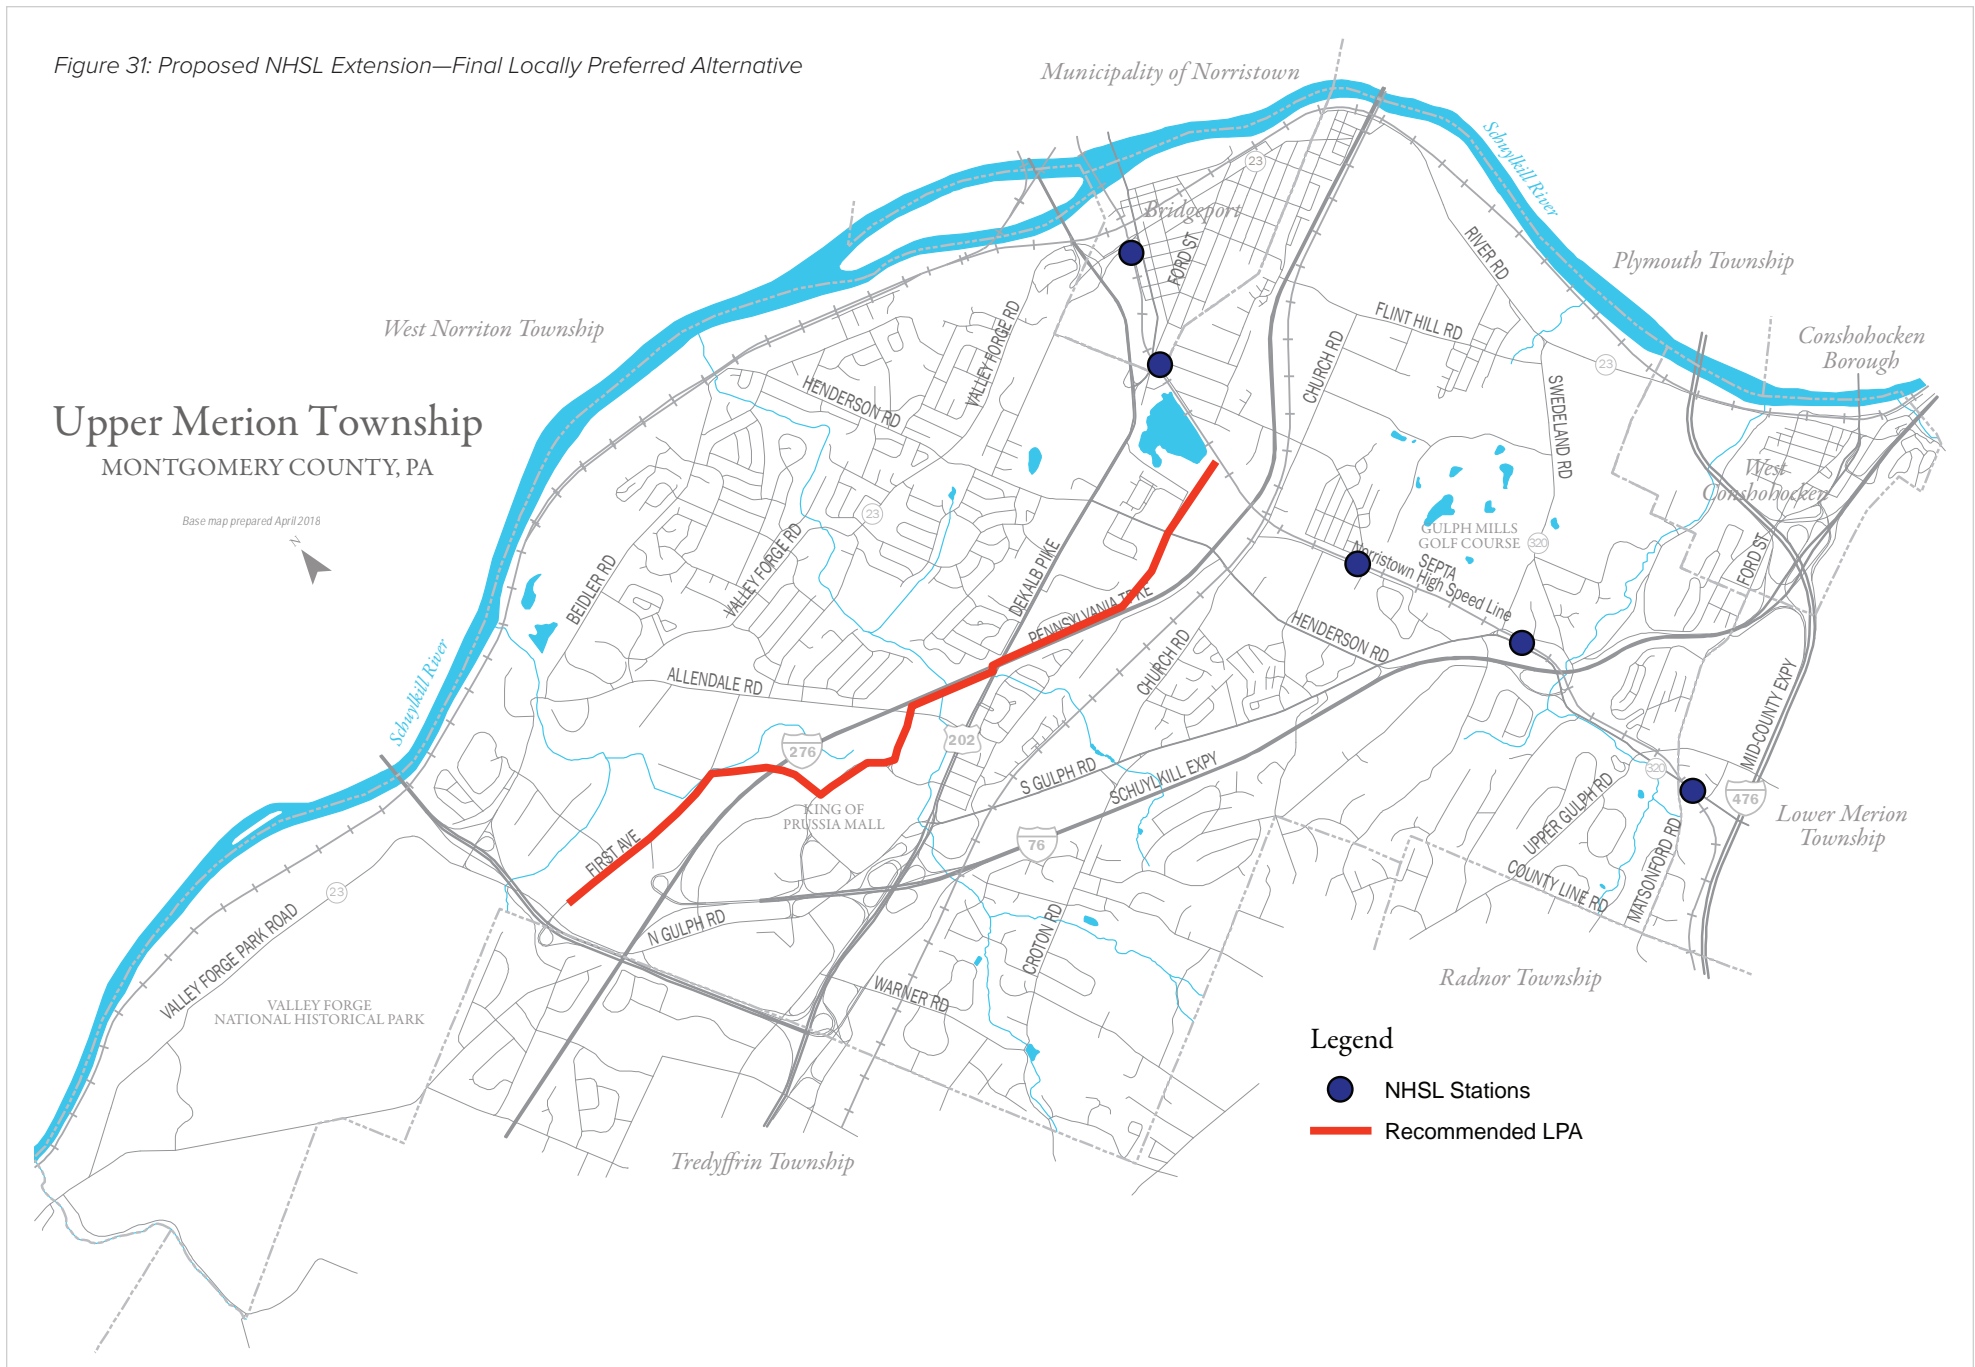 Figure 31: Proposed NHSL Extension—Final Locally Preferred Alternative
Municipality of Norristown
Schuylkill River
23
Bridgeport
FORD ST
RIVER RD
Plymouth Township
West Norriton Township
VALLEY FORGE RD
FLINT HILL RD
CHURCH RD
23
Conshohocken
Borough
Upper Merion Township
MONTGOMERY COUNTY, PA
HENDERSON RD
SWEDELAND RD
West
Conshohocken
Base map prepared April 2018
N
23
GULPH MILLS
GOLF COURSE
320
BEIDLER RD
VALLEY FORGE RD
DEKALB PIKE
SEPTA
Norristown High Speed Line
FORD ST
PENNSYLVANIA TPKE
HENDERSON RD
CHURCH RD
Schuylkill River
ALLENDALE RD
MID-COUNTY EXPY
276
202
S GULPH RD
SCHUYLKILL EXPY
320
476
UPPER GULPH RD
KING OF
PRUSSIA MALL
Lower Merion
Township
FIRST AVE
76
MATSONFORD RD
COUNTY LINE RD
23
VALLEY FORGE PARK ROAD
N GULPH RD
CROTON RD
WARNER RD
Radnor Township
VALLEY FORGE
NATIONAL HISTORICAL PARK
Tredyffrin Township
Legend
NHSL Stations
Recommended LPA